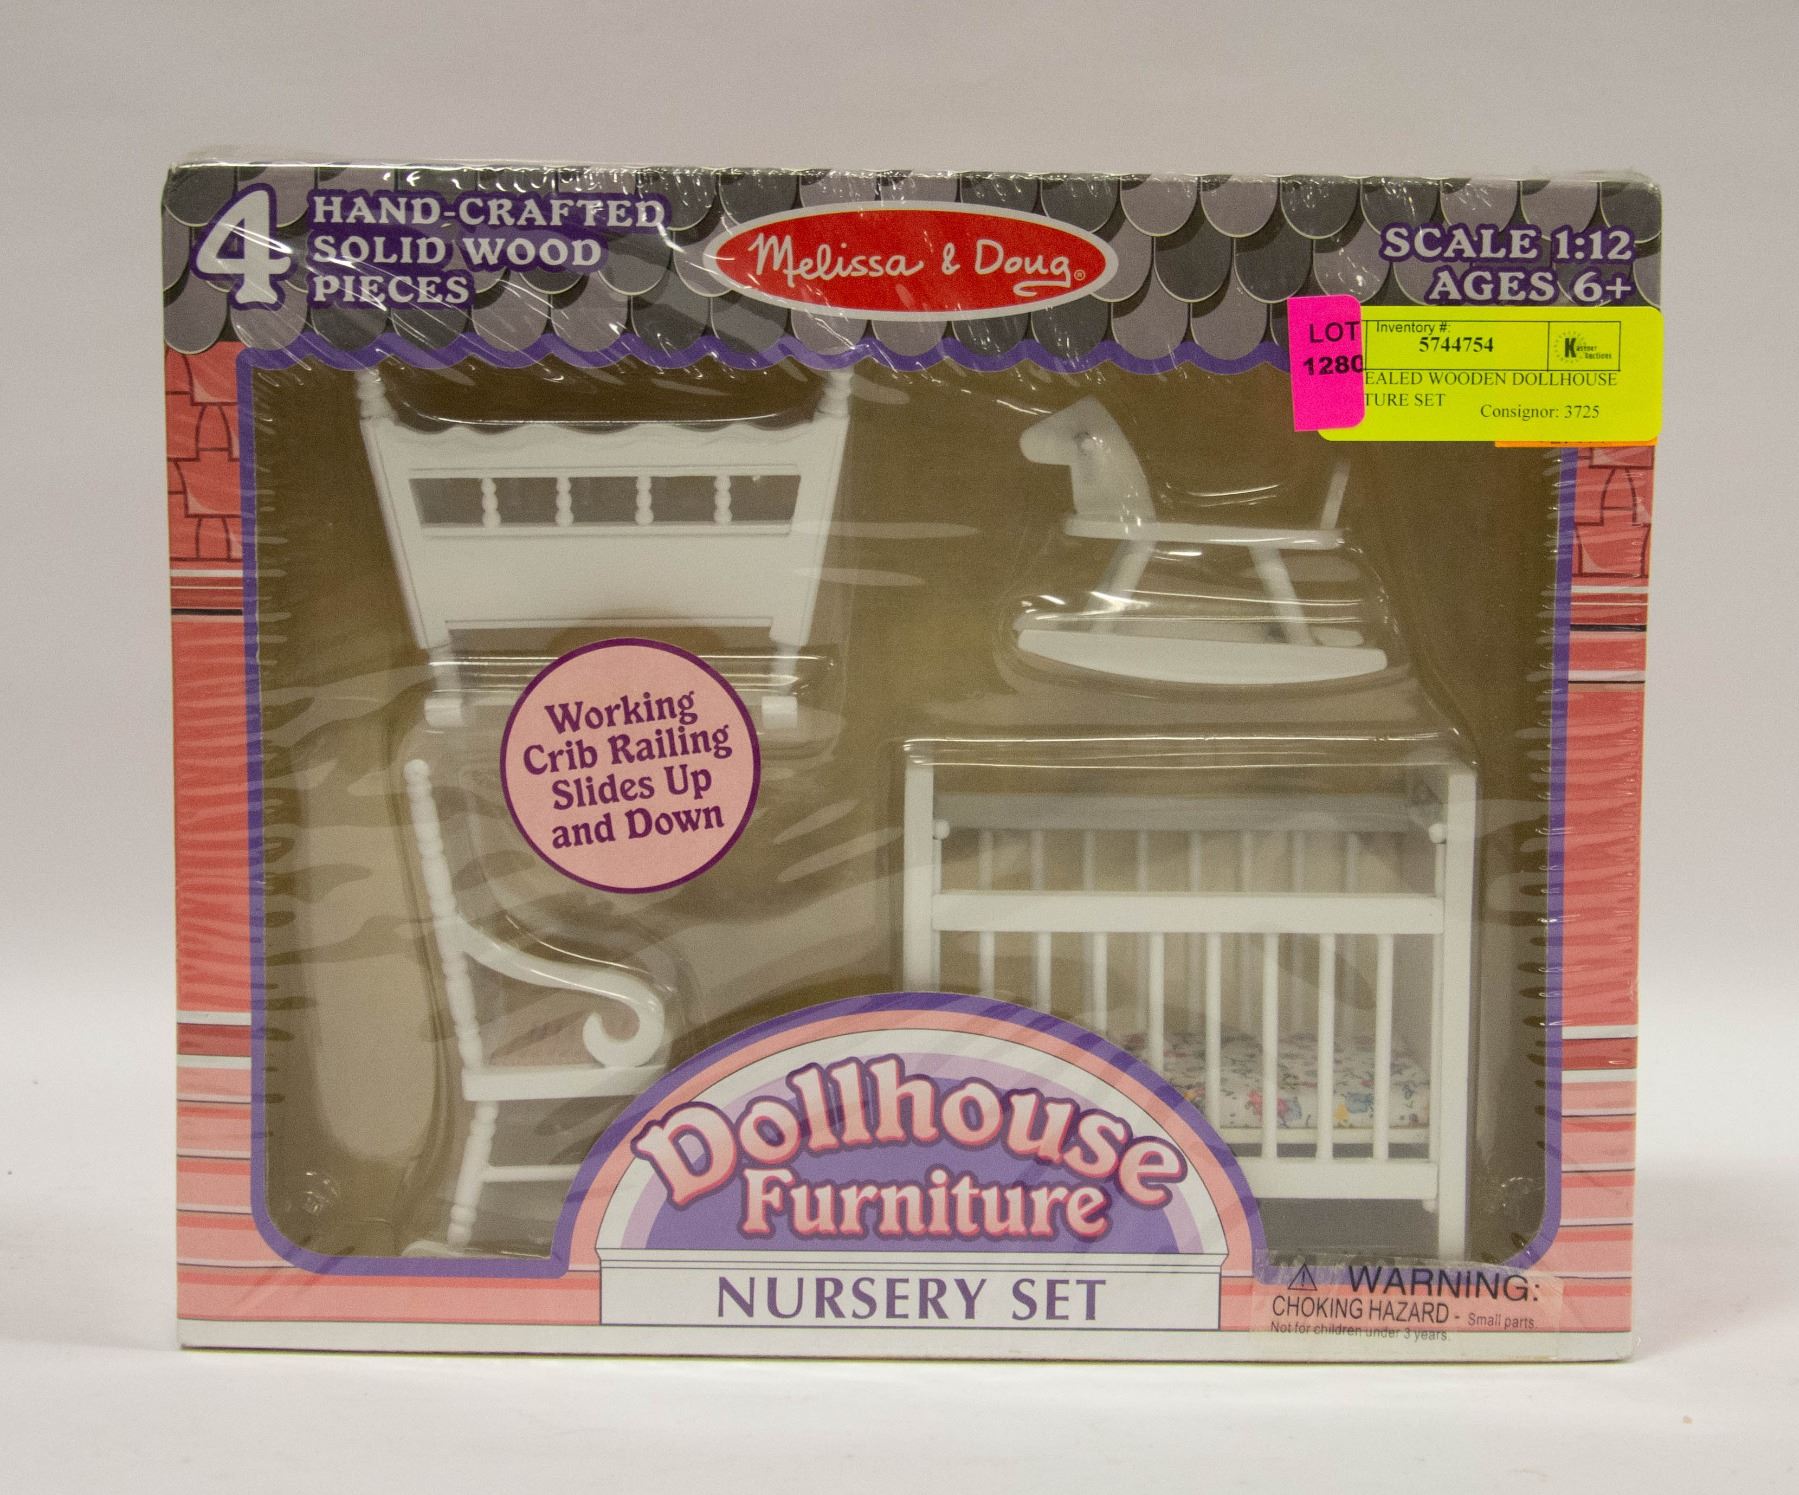 4 HAND-CRAFTED
SOLID WOOD
PIECES
Melissa & Doug®
SCALE 1:12
AGES 6+
LOT
1280
Inventory #:
5744754
Kastner
Auctions
EALED WOODEN DOLLHOUSE
TURE SET
Consignor: 3725
Working
Crib Railing
Slides Up
and Down
Dollhouse
Furniture
NURSERY SET
⚠ WARNING:
CHOKING HAZARD - Small parts.
Not for children under 3 years.